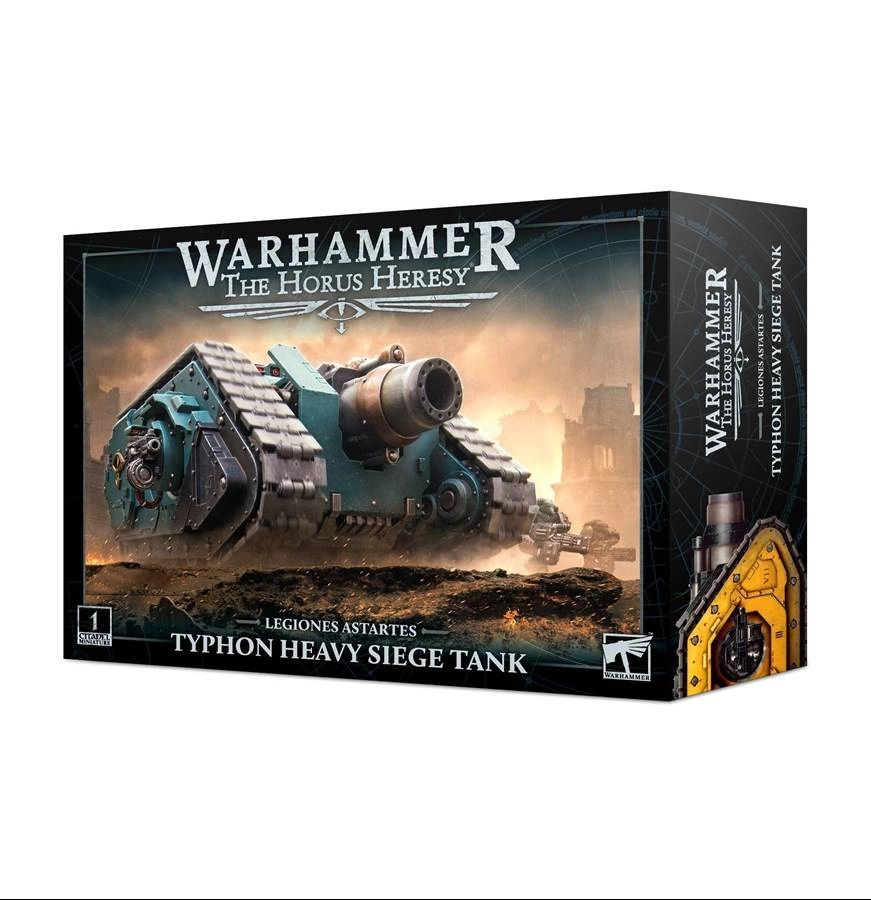 WARHAMMER®
THE HORUS HERESY
LEGIONES ASTARTES
TYPHON HEAVY SIEGE TANK
1
CITADEL
MINIATURE
WARHAMMER
WARHAMMER
THE HORUS HERESY
LEGIONES ASTARTES
TYPHON HEAVY SIEGE TANK
VII